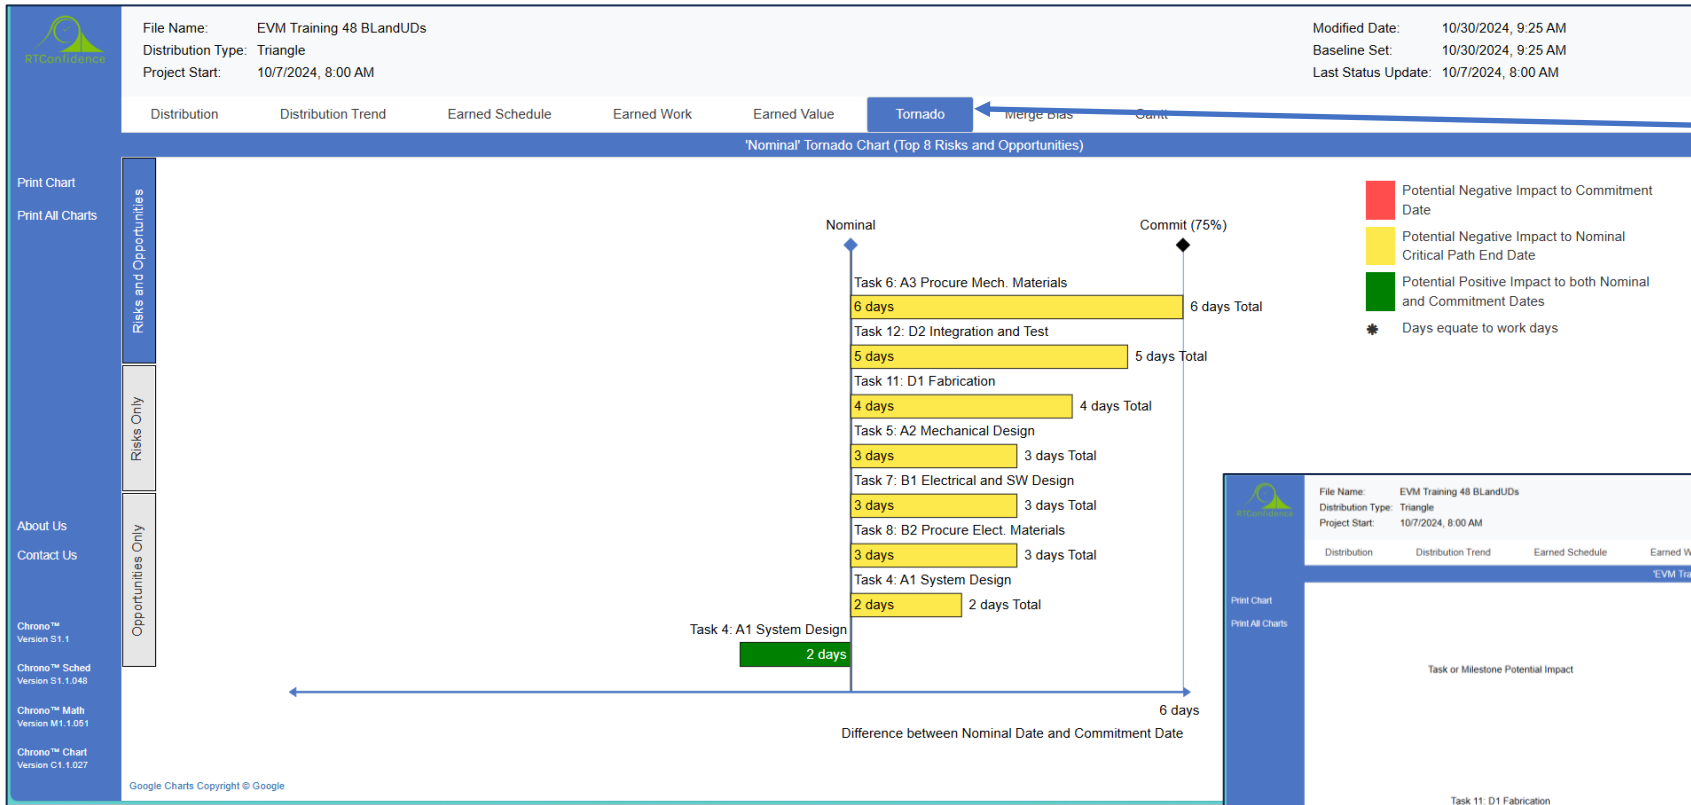 RTConfidence
File Name: EVM Training 48 BLandUDs
Distribution Type: Triangle
Project Start: 10/7/2024, 8:00 AM
Modified Date: 10/30/2024, 9:25 AM
Baseline Set: 10/30/2024, 9:25 AM
Last Status Update: 10/7/2024, 8:00 AM
Distribution Distribution Trend Earned Schedule Earned Work Earned Value Tornado Merge Bias Gantt
'Nominal' Tornado Chart (Top 8 Risks and Opportunities)
Print Chart
Print All Charts
About Us
Contact Us
Chrono™
Version S1.1
Chrono™ Sched
Version S1.1.048
Chrono™ Math
Version M1.1.051
Chrono™ Chart
Version C1.1.027
Risks and Opportunities
Risks Only
Opportunities Only
Nominal
Commit (75%)
Task 6: A3 Procure Mech. Materials
6 days 6 days Total
Task 12: D2 Integration and Test
5 days 5 days Total
Task 11: D1 Fabrication
4 days 4 days Total
Task 5: A2 Mechanical Design
3 days 3 days Total
Task 7: B1 Electrical and SW Design
3 days 3 days Total
Task 8: B2 Procure Elect. Materials
3 days 3 days Total
Task 4: A1 System Design
2 days 2 days Total
Task 4: A1 System Design
2 days
6 days
Difference between Nominal Date and Commitment Date
Google Charts Copyright © Google
Potential Negative Impact to Commitment
Date
Potential Negative Impact to Nominal
Critical Path End Date
Potential Positive Impact to both Nominal
and Commitment Dates
Days equate to work days
RTConfidence
File Name: EVM Training 48 BLandUDs
Distribution Type: Triangle
Project Start: 10/7/2024, 8:00 AM
Distribution Distribution Trend Earned Schedule Earned W
'EVM Tra
Print Chart
Print All Charts
Task or Milestone Potential Impact
Task 11: D1 Fabrication